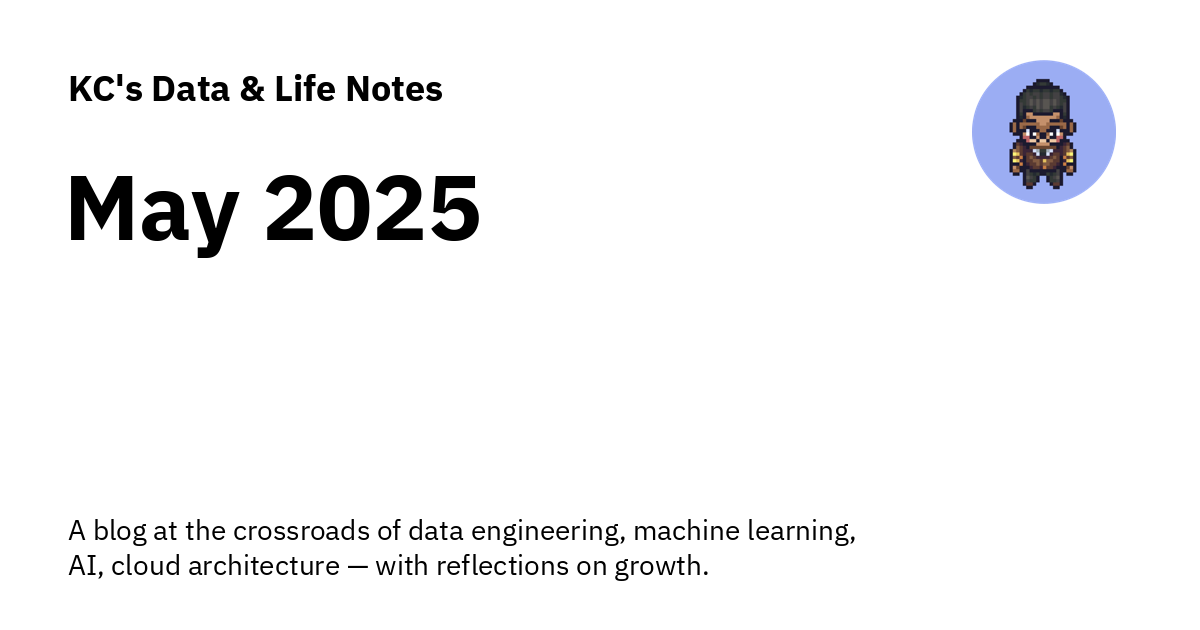 KC's Data & Life Notes
May 2025
A blog at the crossroads of data engineering, machine learning,
AI, cloud architecture — with reflections on growth.